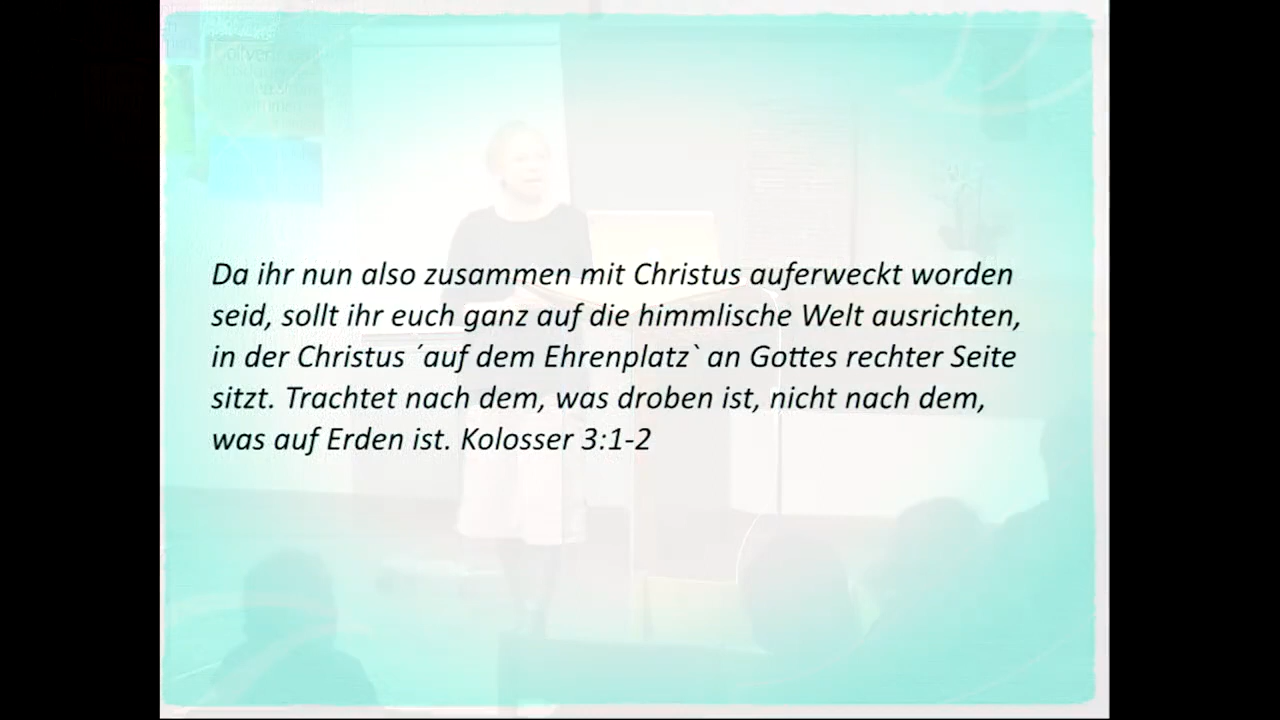 Da ihr nun also zusammen mit Christus auferweckt worden
seid, sollt ihr euch ganz auf die himmlische Welt ausrichten,
in der Christus ´auf dem Ehrenplatz` an Gottes rechter Seite
sitzt. Trachtet nach dem, was droben ist, nicht nach dem,
was auf Erden ist. Kolosser 3:1-2